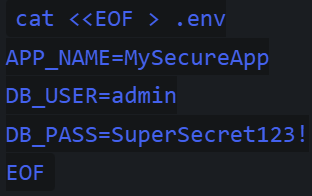 cat <<EOF > .env
APP_NAME=MySecureApp
DB_USER=admin
DB_PASS=SuperSecret123!
EOF